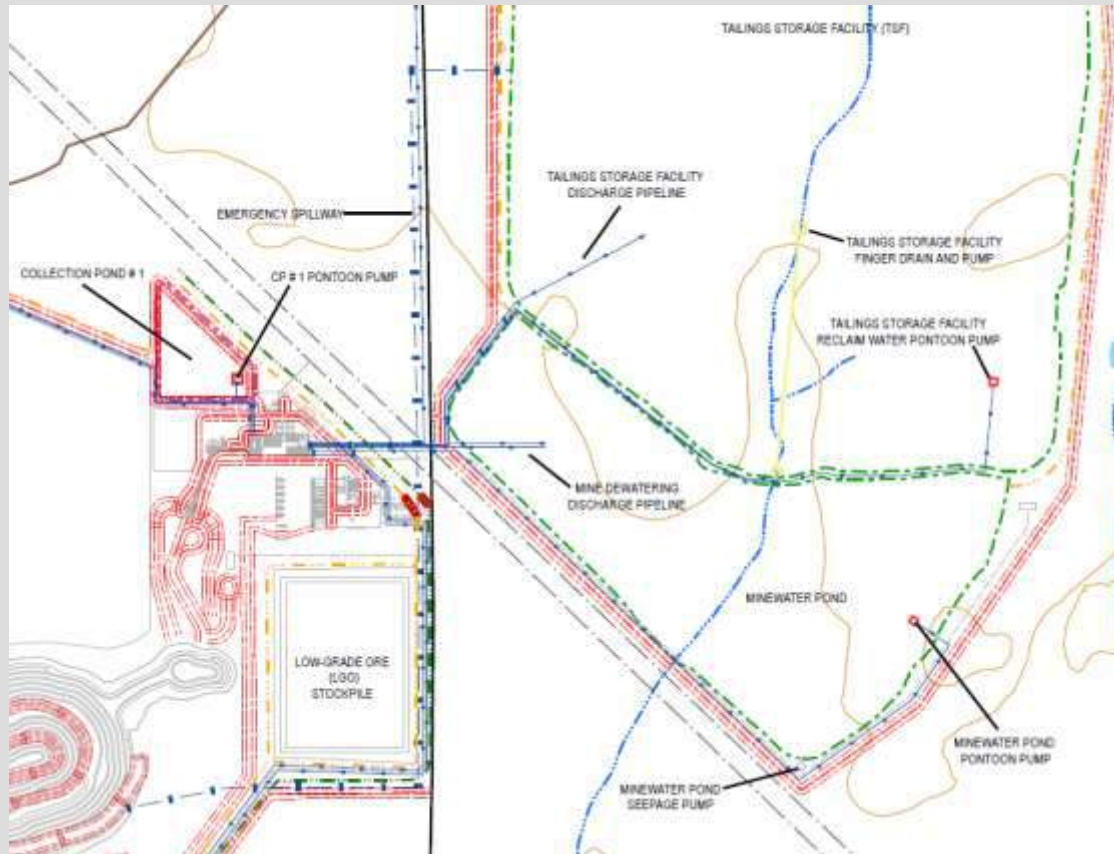 TAILINGS STORAGE FACILITY (TSF)
TAILINGS STORAGE FACILITY
DISCHARGE PIPELINE
EMERGENCY SPILLWAY
TAILINGS STORAGE FACILITY
FINGER DRAIN AND PUMP
COLLECTION POND # 1
CP # 1 PONTOON PUMP
TAILINGS STORAGE FACILITY
RECLAIM WATER PONTOON PUMP
MINE DEWATERING
DISCHARGE PIPELINE
MINEWATER POND
LOW-GRADE ORE
(LGO)
STOCKPILE
MINEWATER POND
PONTOON PUMP
MINEWATER POND
SEEPAGE PUMP